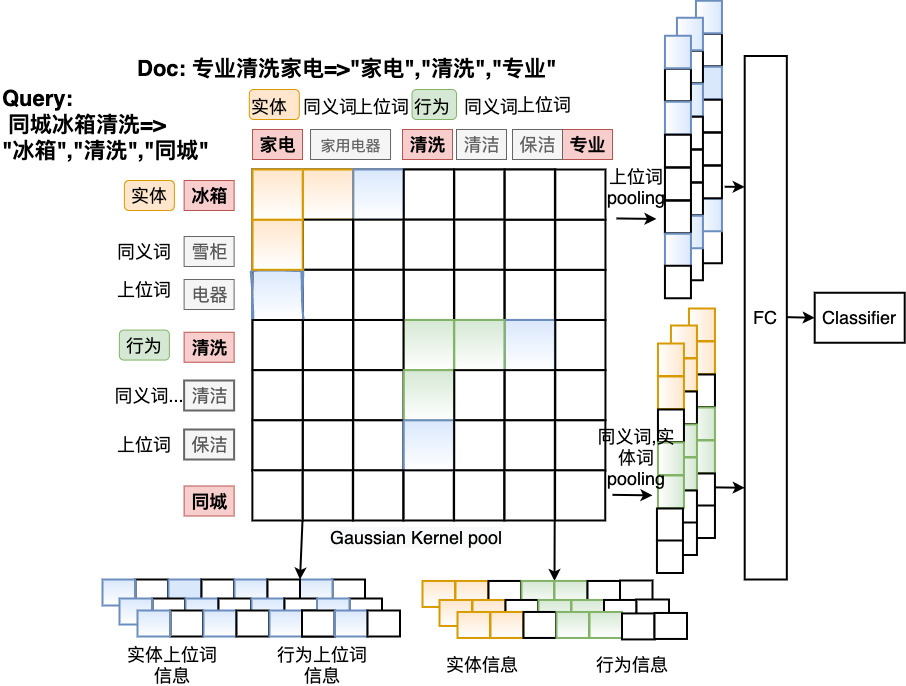 Doc: 专业清洗家电=>"家电","清洗","专业"
Query:
同城冰箱清洗=>
"冰箱","清洗","同城"
实体 同义词上位词 行为 同义词上位词
家电 家用电器 清洗 清洁 保洁 专业
实体 冰箱
同义词 雪柜
上位词 电器
行为 清洗
同义词... 清洁
上位词 保洁
同城
上位词
pooling
同义词,实
体词
pooling
FC
Classifier
Gaussian Kernel pool
实体上位词
信息
行为上位词
信息
实体信息
行为信息